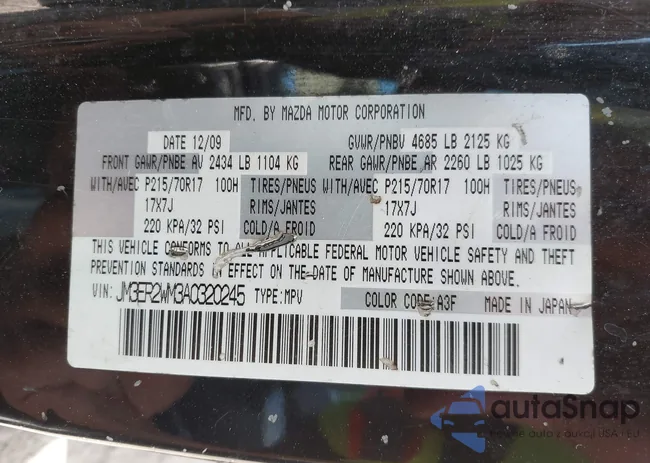 MFD. BY MAZDA MOTOR CORPORATION
DATE 12/09 GVWR/PNBV 4685 LB 2125 KG
FRONT GAWR/PNBE AV 2434 LB 1104 KG REAR GAWR/PNBE AR 2260 LB 1025 KG
WITH/AVEC P215/70R17 100H TIRES/PNEUS WITH/AVEC P215/70R17 100H TIRES/PNEUS
17X7J RIMS/JANTES 17X7J RIMS/JANTES
220 KPA/32 PSI COLD/A FROID 220 KPA/32 PSI COLD/A FROID
THIS VEHICLE CONFORMS TO ALL APPLICABLE FEDERAL MOTOR VEHICLE SAFETY AND THEFT
PREVENTION STANDARDS IN EFFECT ON THE DATE OF MANUFACTURE SHOWN ABOVE.
VIN: JM3ER2WM3A0320245 TYPE:MPV COLOR CODE:A3F MADE IN JAPAN
autoSnap
auto z aukcji USA i EU